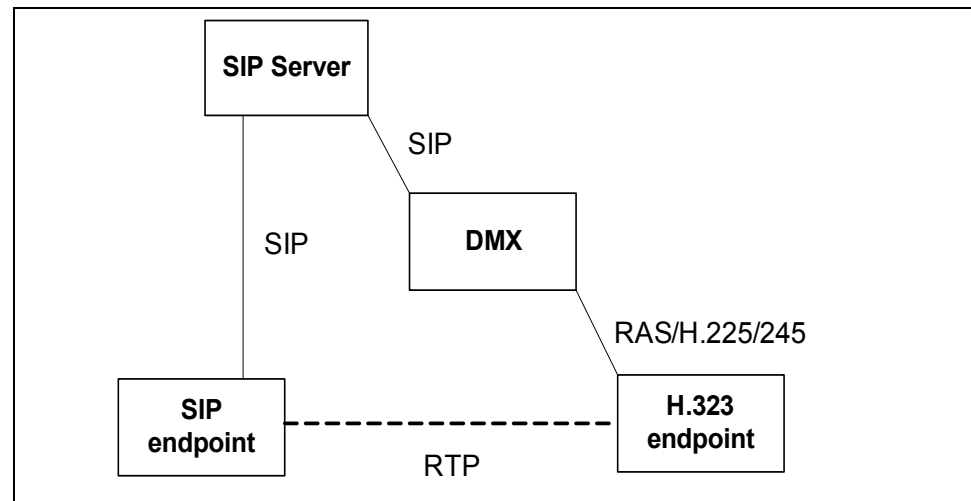 SIP Server
SIP
DMX
SIP
RAS/H.225/245
SIP
endpoint
H.323
endpoint
RTP